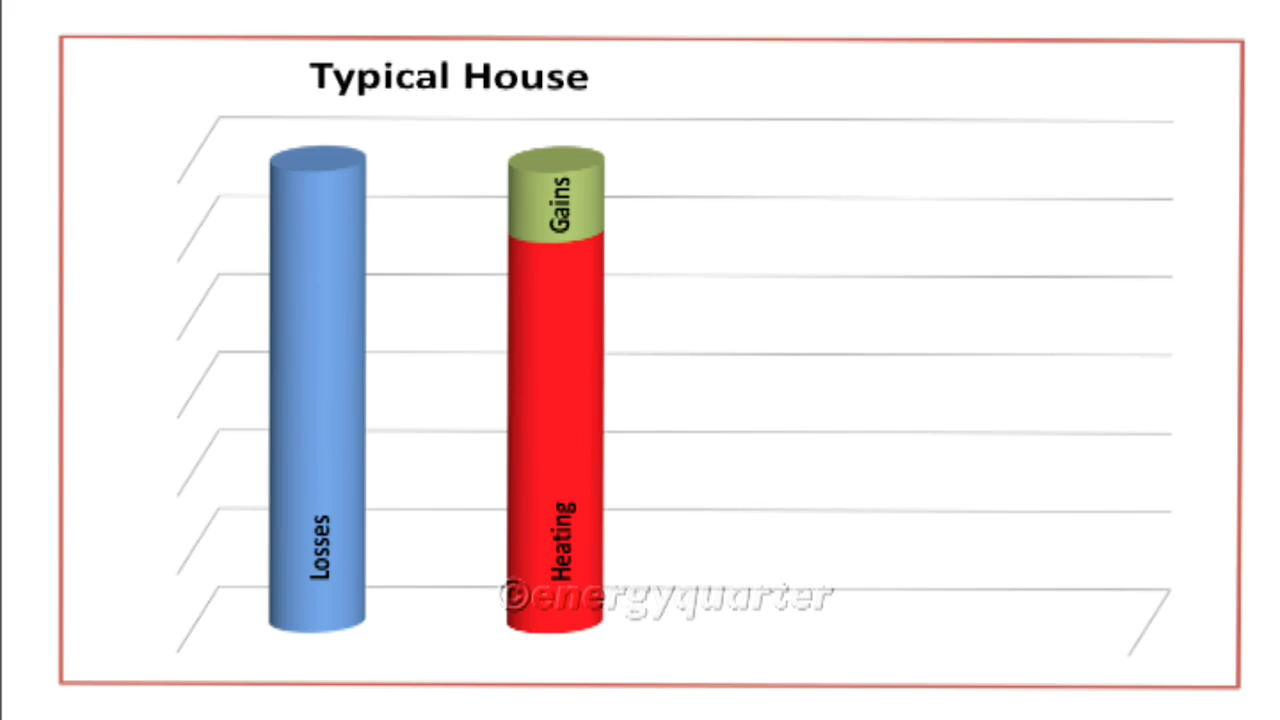 Typical House
Gains
Losses
Heating
©energyquarter